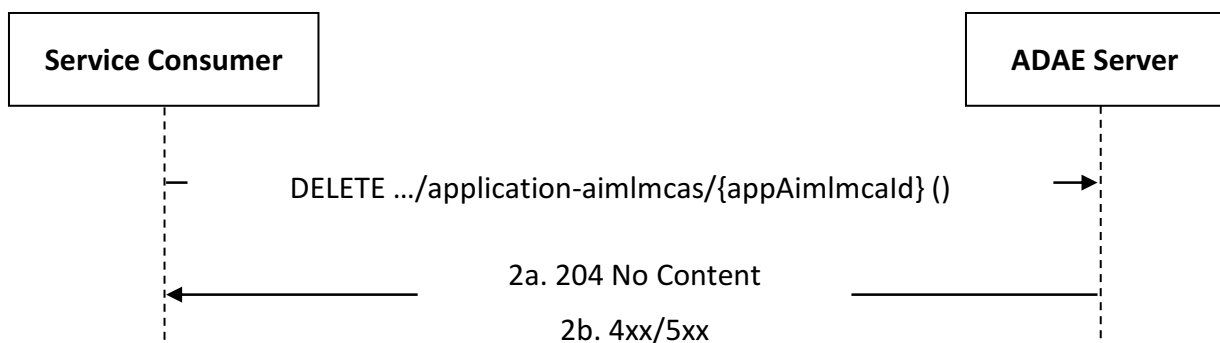 Service Consumer
ADAE Server
DELETE …/application-aimlmcas/{appAimlmcaId} ()
2a. 204 No Content
2b. 4xx/5xx